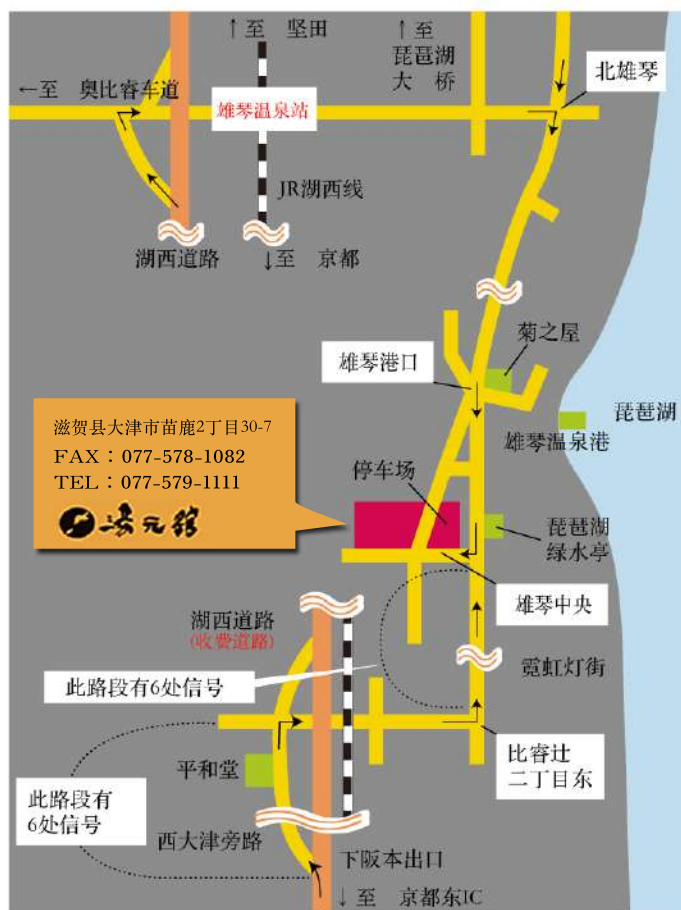 ↑至 坚田
↑至
琵琶湖
大 桥
北雄琴
←至 奥比睿车道
雄琴温泉站
JR湖西线
湖西道路
↓至 京都
菊之屋
雄琴港口
琵琶湖
雄琴温泉港
滋贺县大津市苗鹿2丁目30-7
FAX：077-578-1082
TEL：077-579-1111
湯元舘
停车场
琵琶湖
绿水亭
雄琴中央
湖西道路
(收费道路)
霓虹灯街
此路段有6处信号
比睿辻
二丁目东
平和堂
此路段有
6处信号
西大津旁路
下阪本出口
↓至 京都东IC